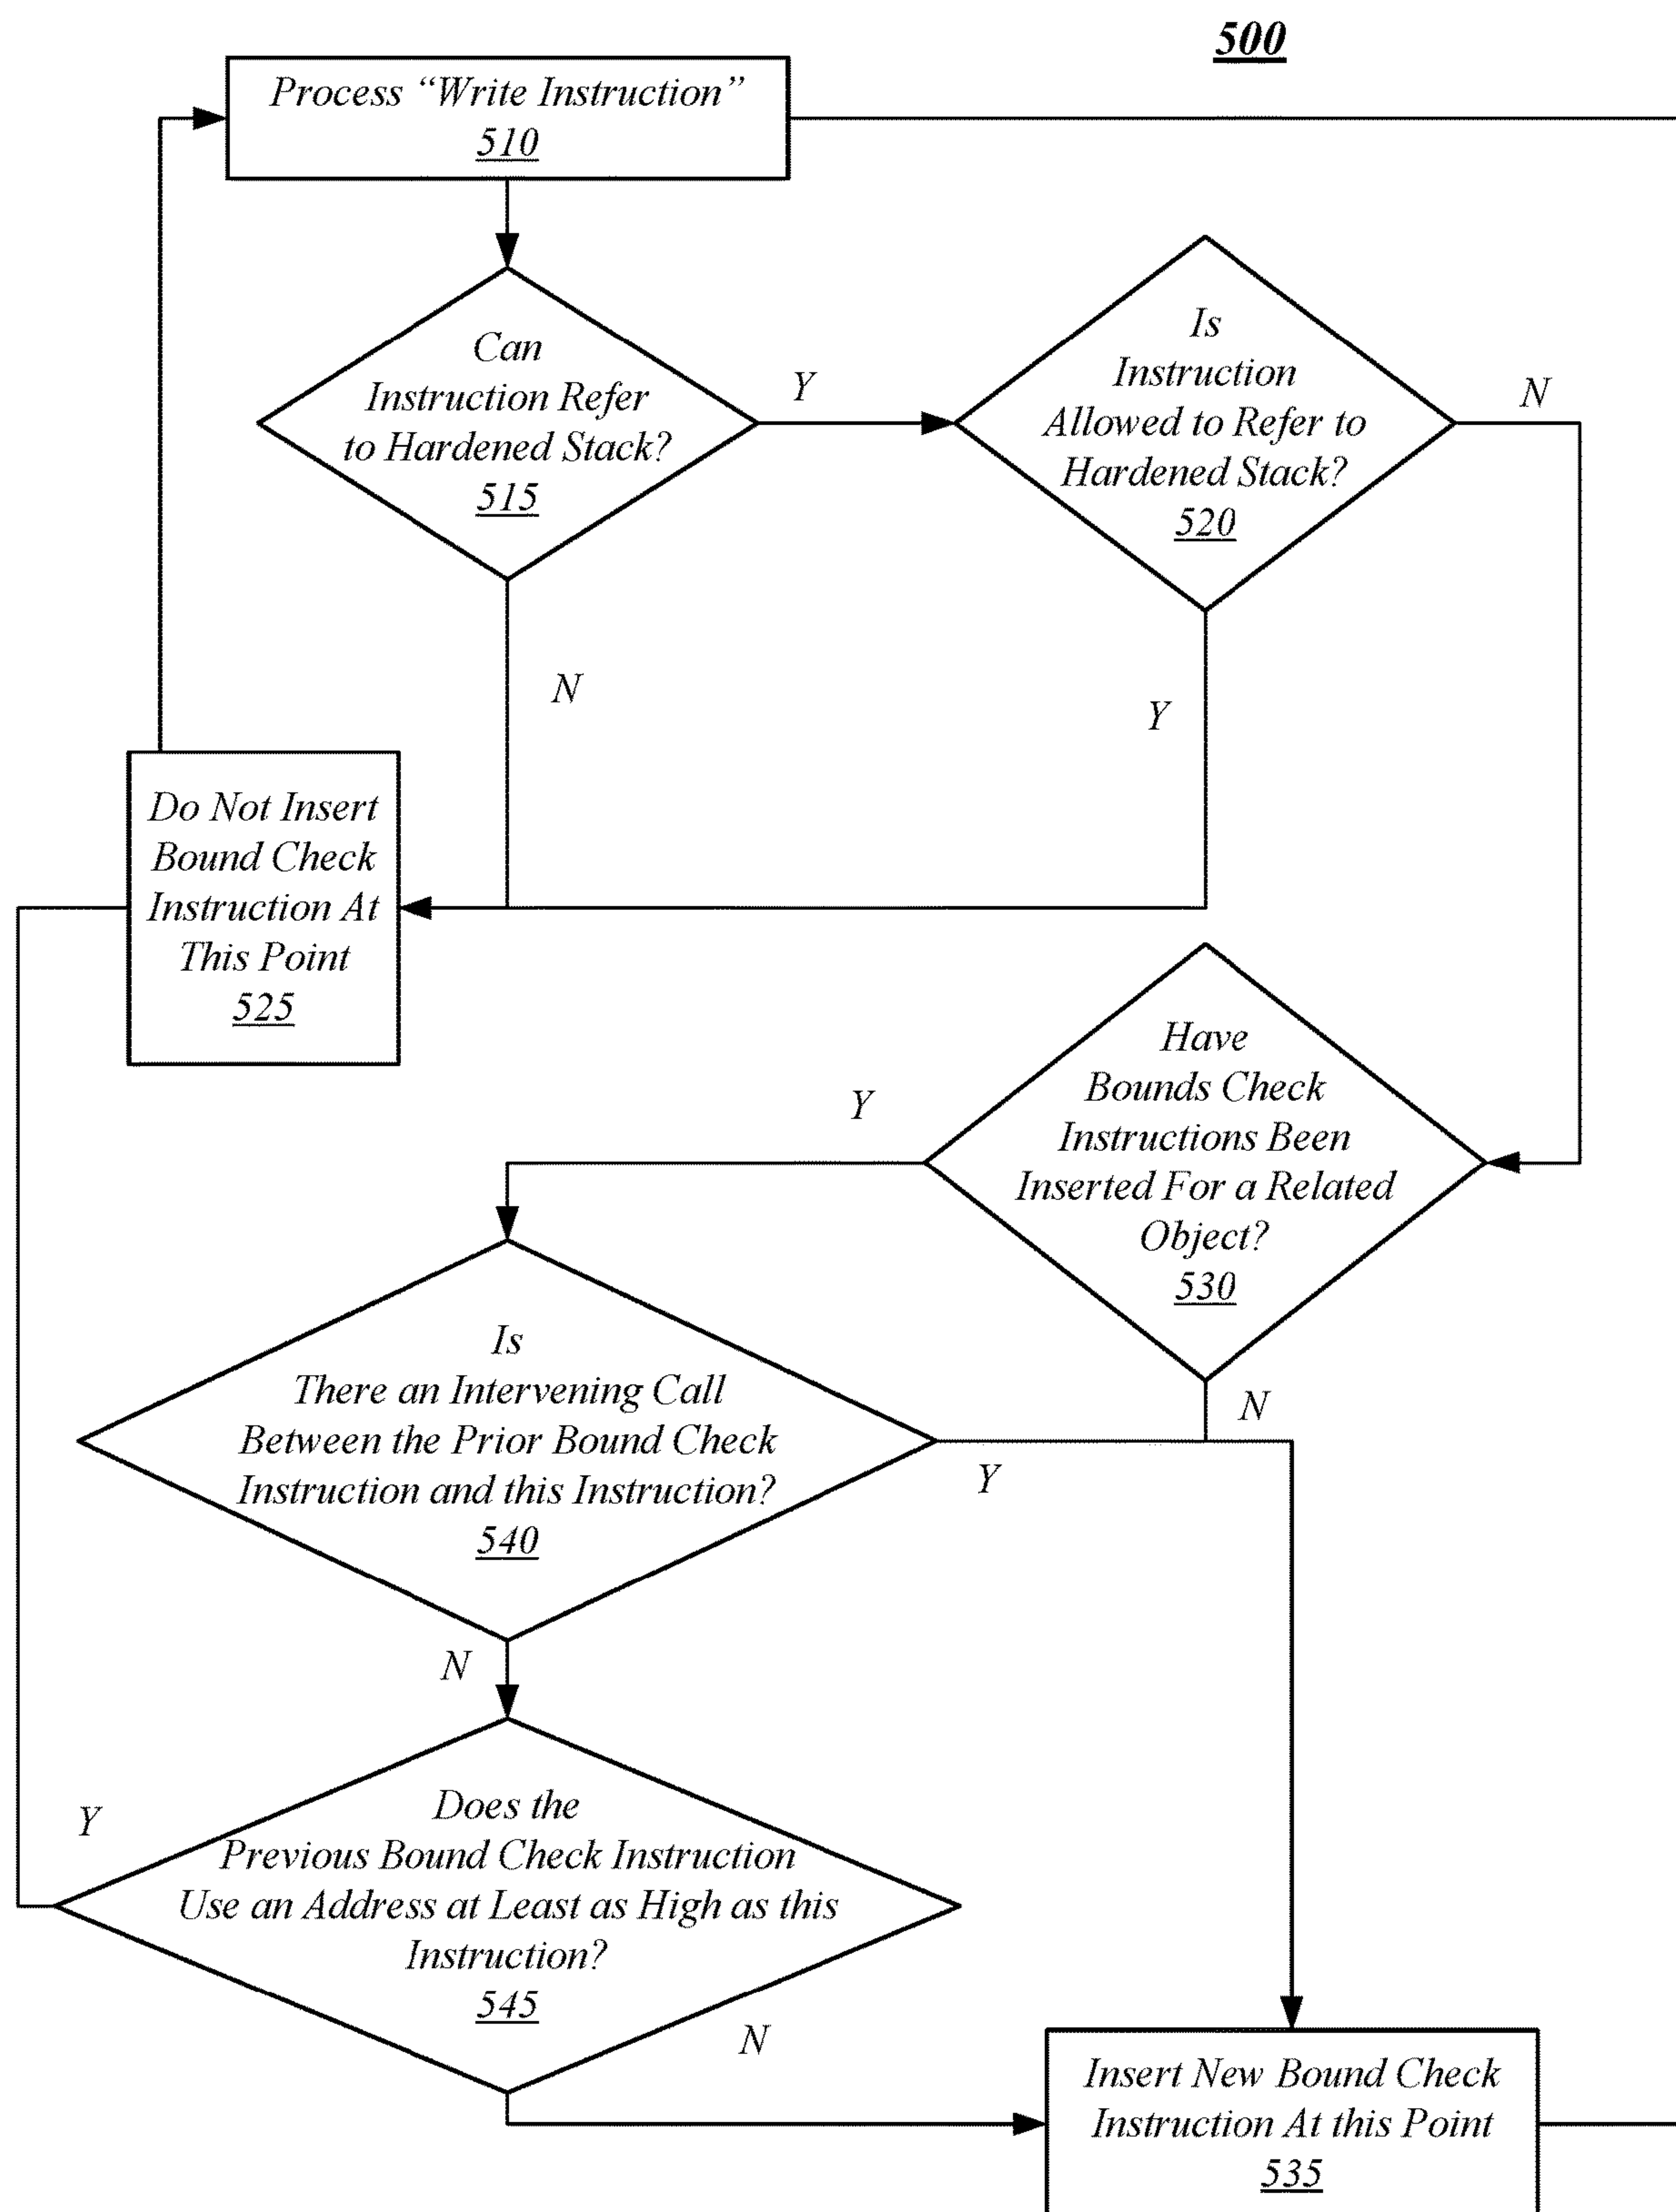 500
Process “Write Instruction”
510
Can
Instruction Refer
to Hardened Stack?
515
Y
Is
Instruction
Allowed to Refer to
Hardened Stack?
520
N
N
Y
Do Not Insert
Bound Check
Instruction At
This Point
525
Have
Bounds Check
Instructions Been
Inserted For a Related
Object?
530
Y
N
Is
There an Intervening Call
Between the Prior Bound Check
Instruction and this Instruction?
540
Y
N
Does the
Previous Bound Check Instruction
Use an Address at Least as High as this
Instruction?
545
Y
N
Insert New Bound Check
Instruction At this Point
535